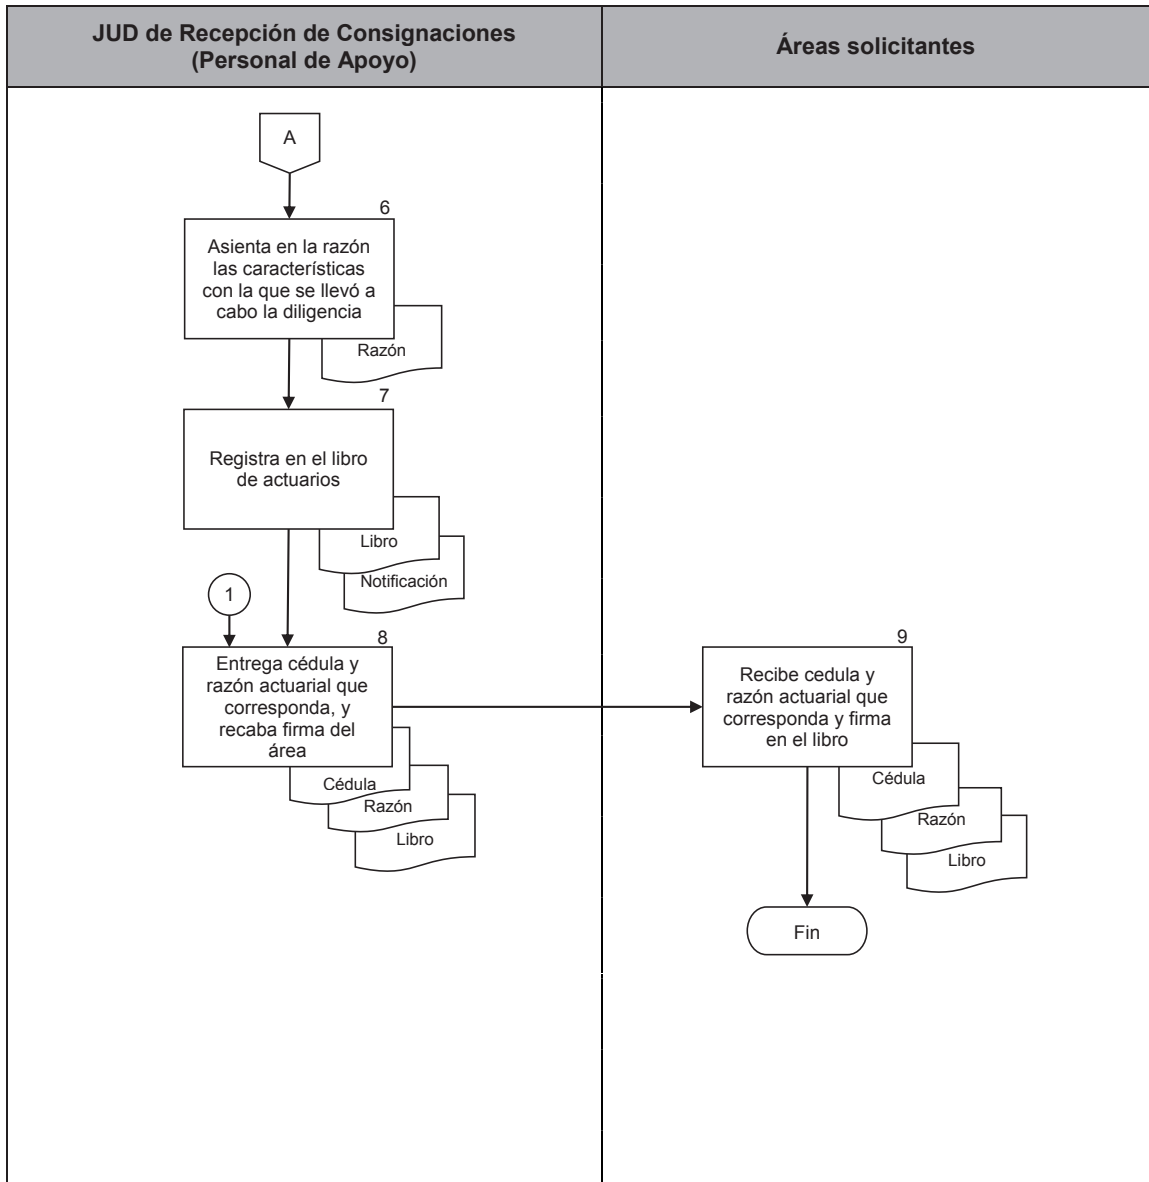 JUD de Recepción de Consignaciones
(Personal de Apoyo)
Áreas solicitantes
A
6
Asienta en la razón
las características
con la que se llevó a
cabo la diligencia
Razón
7
Registra en el libro
de actuarios
Libro
Notificación
1
8
Entrega cédula y
razón actuarial que
corresponda, y
recaba firma del
área
Cédula
Razón
Libro
9
Recibe cedula y
razón actuarial que
corresponda y firma
en el libro
Cédula
Razón
Libro
Fin